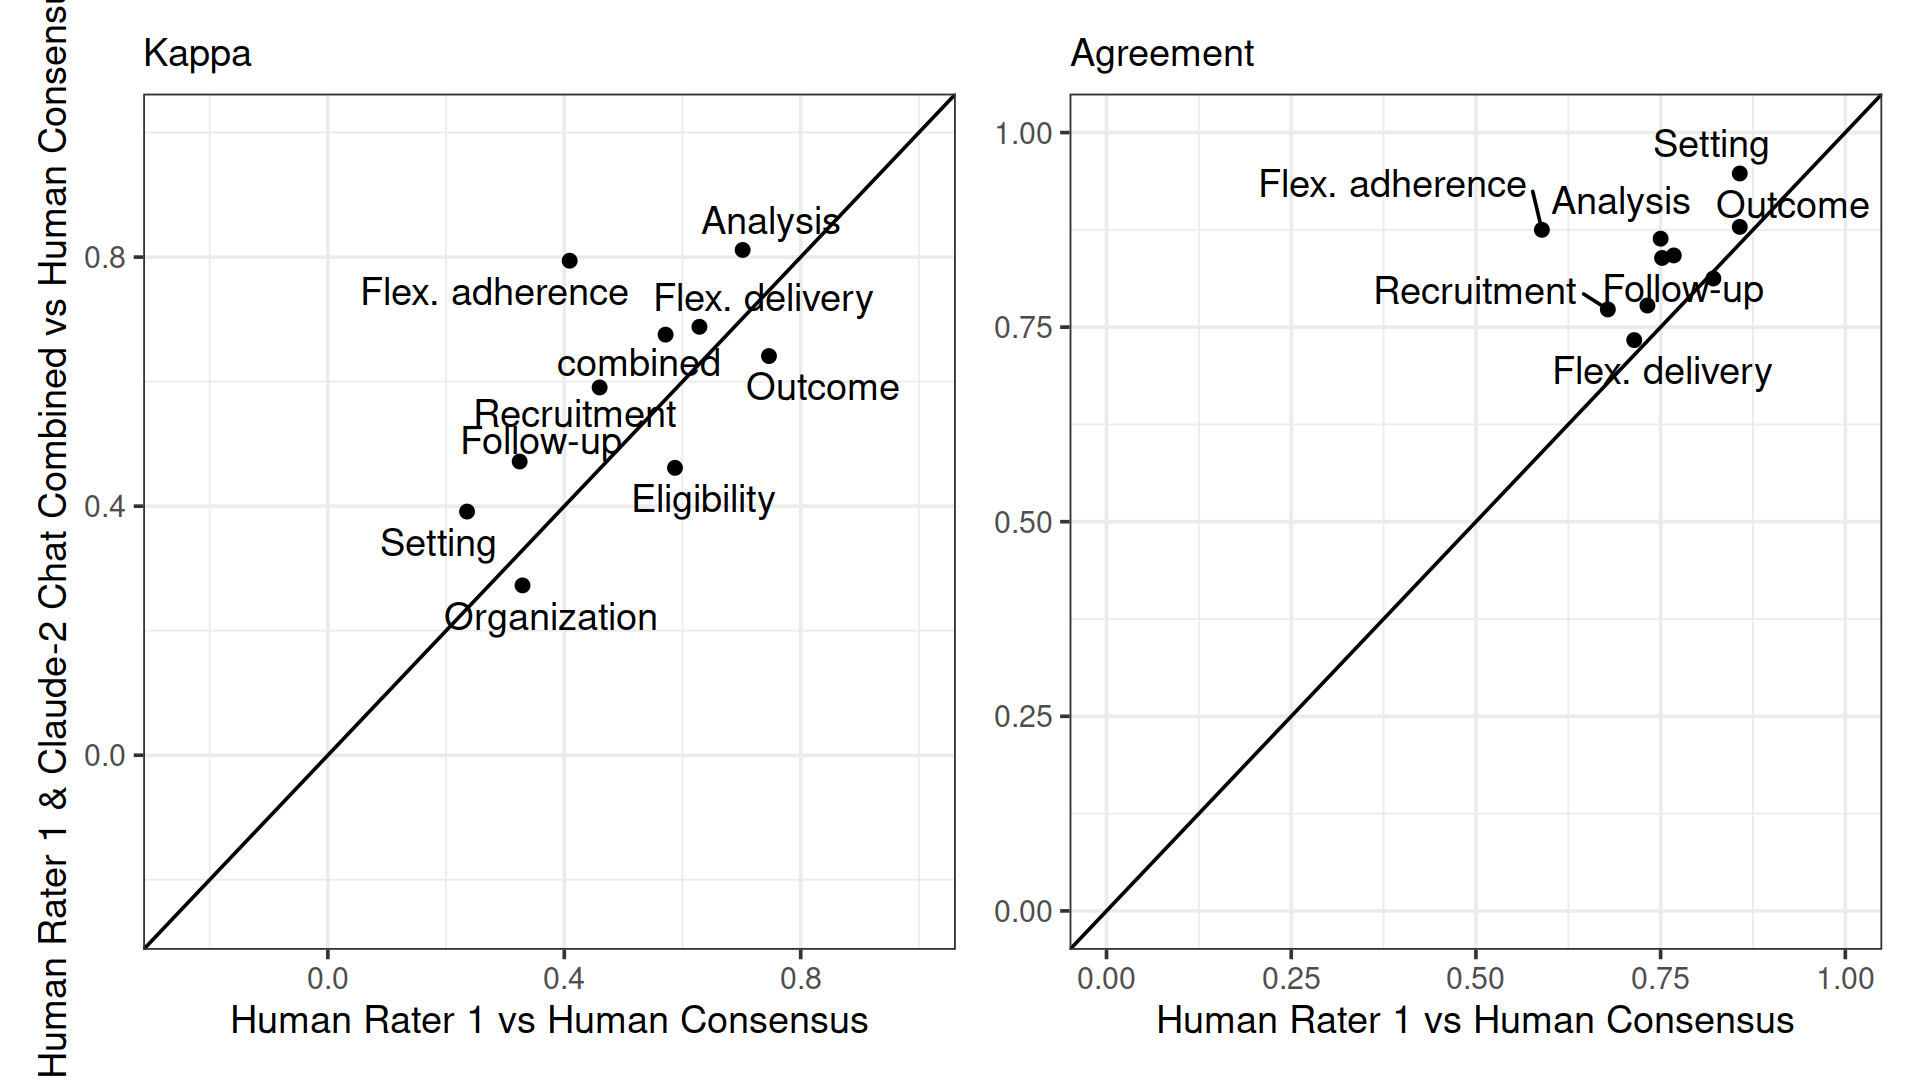 Kappa
Agreement
Human Rater 1 & Claude-2 Chat Combined vs Human Consensu
0.8
0.4
0.0
Analysis
Flex. adherence
Flex. delivery
combined
Outcome
Recruitment
Follow-up
Eligibility
Setting
Organization
0.0
0.4
0.8
Human Rater 1 vs Human Consensus
1.00
0.75
0.50
0.25
0.00
Setting
Flex. adherence
Analysis
Outcome
Recruitment
Follow-up
Flex. delivery
0.00
0.25
0.50
0.75
1.00
Human Rater 1 vs Human Consensus